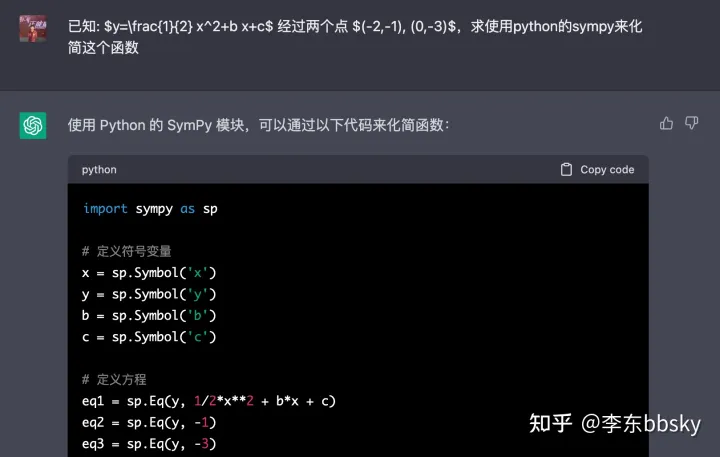 已知: $y=\frac{1}{2} x^2+b x+c$ 经过两个点 $(-2,-1), (0,-3)$，求使用python的sympy来化
简这个函数
使用 Python 的 SymPy 模块，可以通过以下代码来化简函数：
python Copy code
import sympy as sp
# 定义符号变量
x = sp.Symbol('x')
y = sp.Symbol('y')
b = sp.Symbol('b')
c = sp.Symbol('c')
# 定义方程
eq1 = sp.Eq(y, 1/2*x**2 + b*x + c)
eq2 = sp.Eq(y, -1)
eq3 = sp.Eq(y, -3)
知乎 @李东bbsky